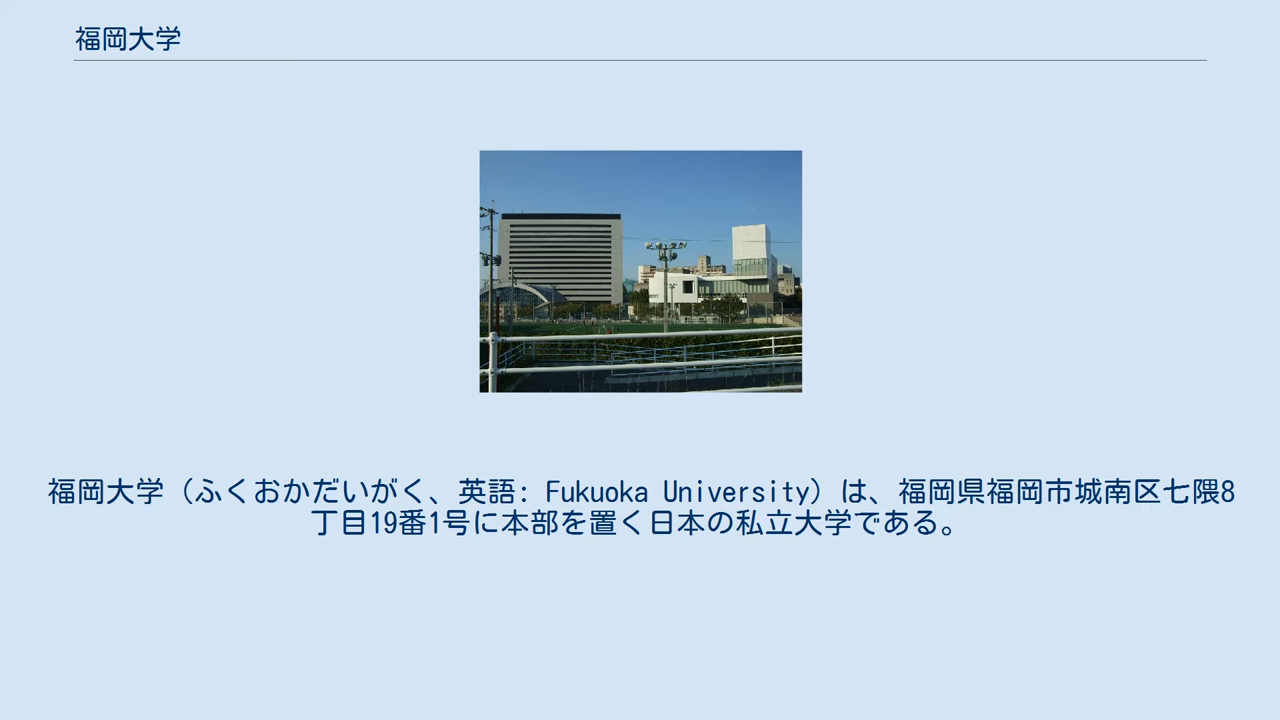 福岡大学
福岡大学（ふくおかだいがく、英語: Fukuoka University）は、福岡県福岡市城南区七隈8
丁目19番1号に本部を置く日本の私立大学である。